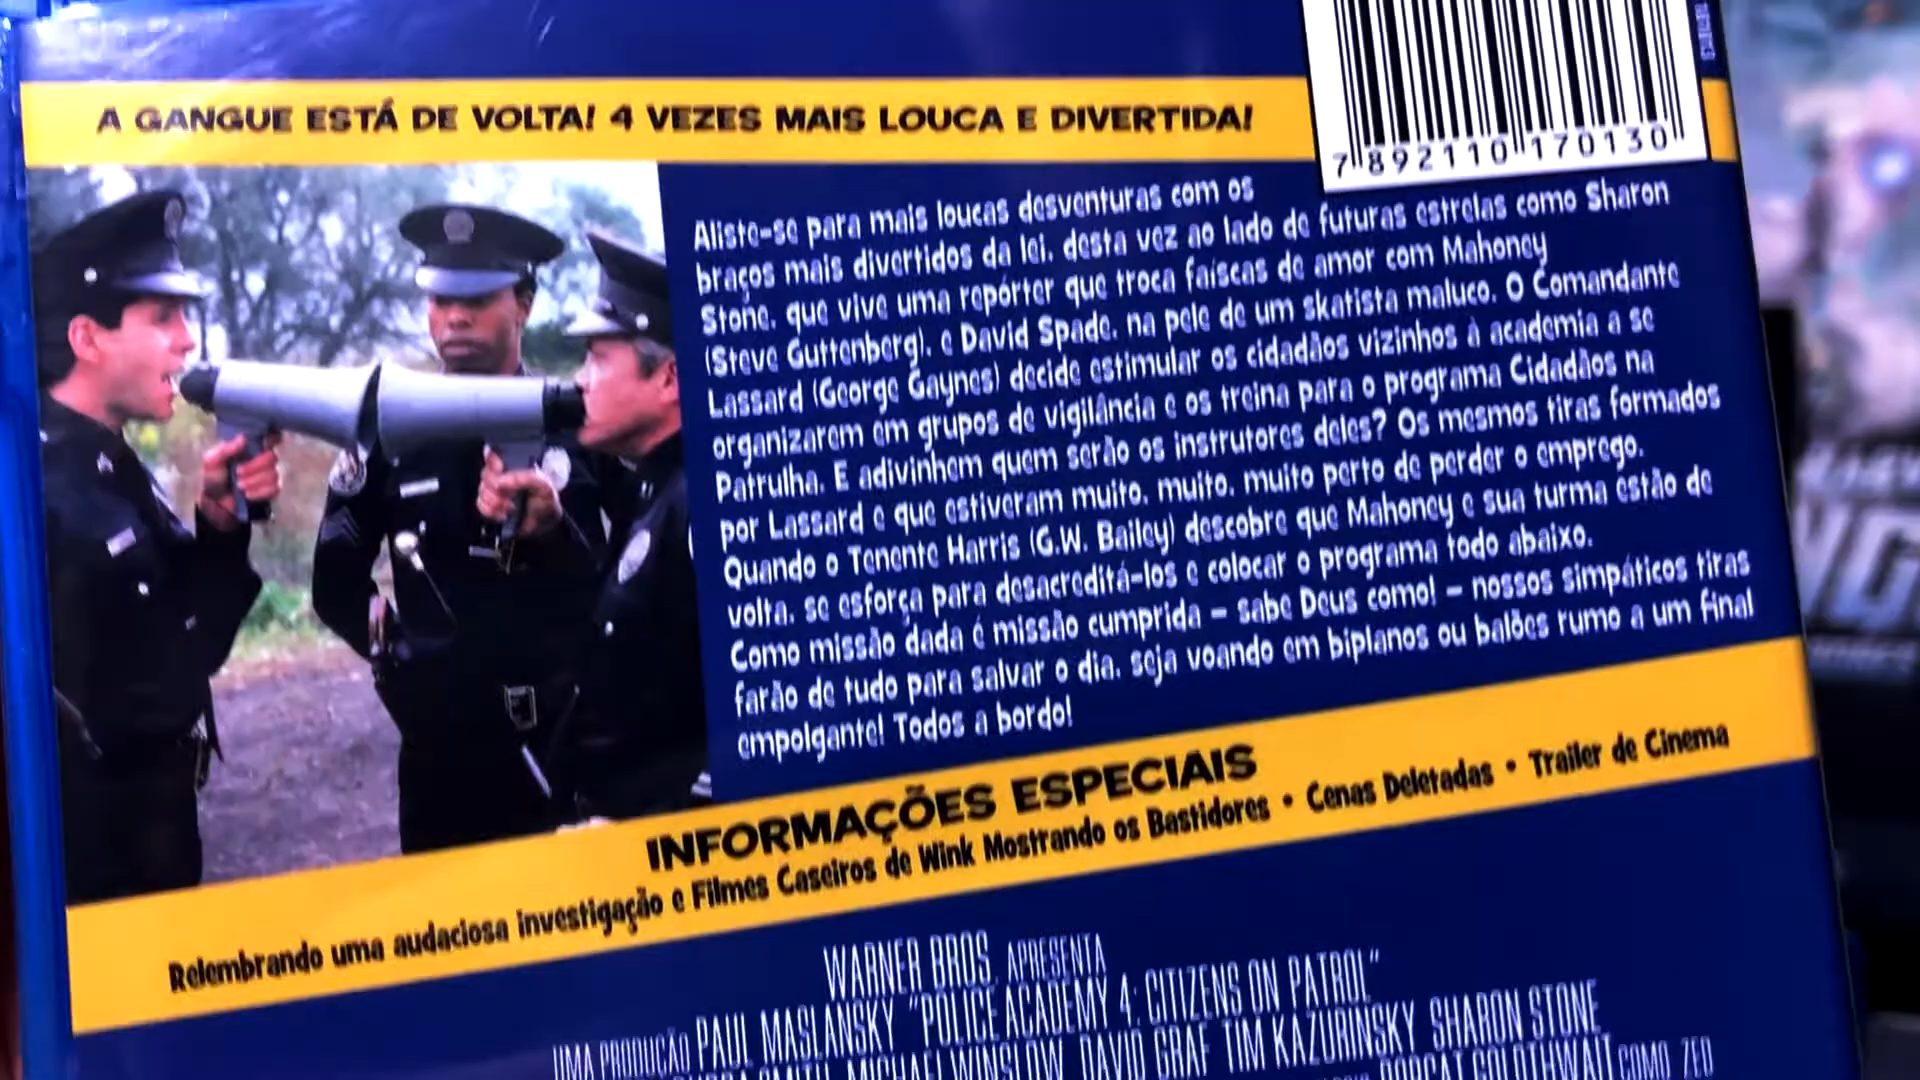 A GANGUE ESTÁ DE VOLTA! 4 VEZES MAIS LOUCA E DIVERTIDA!
7 892110 170130
Aliste-se para mais loucas desventuras com os
braços mais divertidos da lei, desta vez ao lado de futuras estrelas como Sharon
Stone, que vive uma repórter que troca faíscas de amor com Mahoney
(Steve Guttenberg), e David Spade, na pele de um skatista maluco. O Comandante
Lassard (George Gaynes) decide estimular os cidadãos vizinhos à academia a se
organizarem em grupos de vigilância e os treina para o programa Cidadãos na
Patrulha. E adivinhem quem serão os instrutores deles? Os mesmos tiras formados
por Lassard e que estiveram muito, muito, muito perto de perder o emprego.
Quando o Tenente Harris (G.W. Bailey) descobre que Mahoney e sua turma estão de
volta, se esforça para desacreditá-los e colocar o programa todo abaixo.
Como missão dada é missão cumprida – sabe Deus como! – nossos simpáticos tiras
farão de tudo para salvar o dia, seja voando em biplanos ou balões rumo a um final
empolgante! Todos a bordo!
INFORMAÇÕES ESPECIAIS
Relembrando uma audaciosa investigação e Filmes Caseiros de Wink Mostrando os Bastidores • Cenas Deletadas • Trailer de Cinema
WARNER BROS. APRESENTA
UMA PRODUÇÃO PAUL MASLANSKY "POLICE ACADEMY 4: CITIZENS ON PATROL"
SMITH MICHAEL WINSLOW DAVID GRAF TIM KAZURINSKY SHARON STONE
BOBCAT GOLDTHWAIT COMO ZED